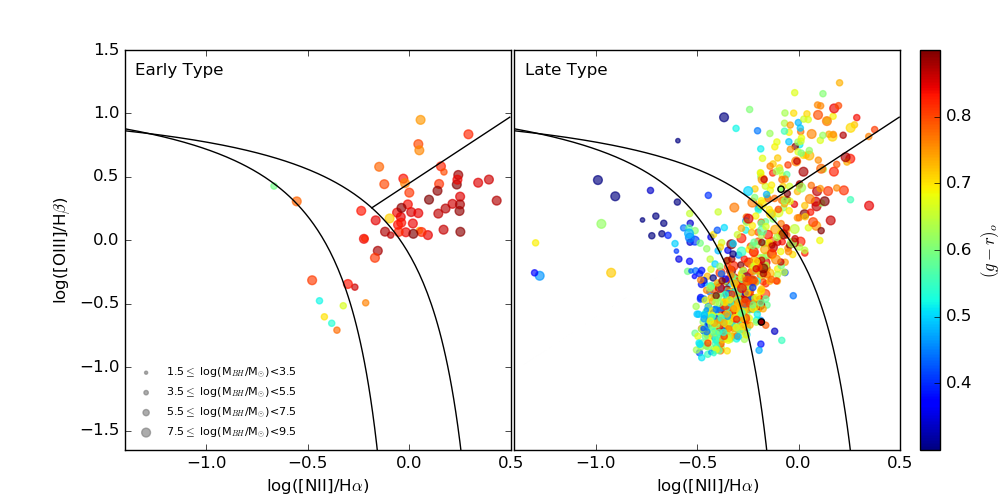 1.5
Early Type
Late Type
1.0
0.8
0.5
0.7
log([OIII]/Hβ)
0.0
0.6
(g − r)ₒ
−0.5
0.5
−1.0
1.5≤ log(M_BH/M_⊙)<3.5
0.4
3.5≤ log(M_BH/M_⊙)<5.5
5.5≤ log(M_BH/M_⊙)<7.5
−1.5
7.5≤ log(M_BH/M_⊙)<9.5
−1.0 −0.5 0.0 0.5 −1.0 −0.5 0.0 0.5
log([NII]/Hα) log([NII]/Hα)